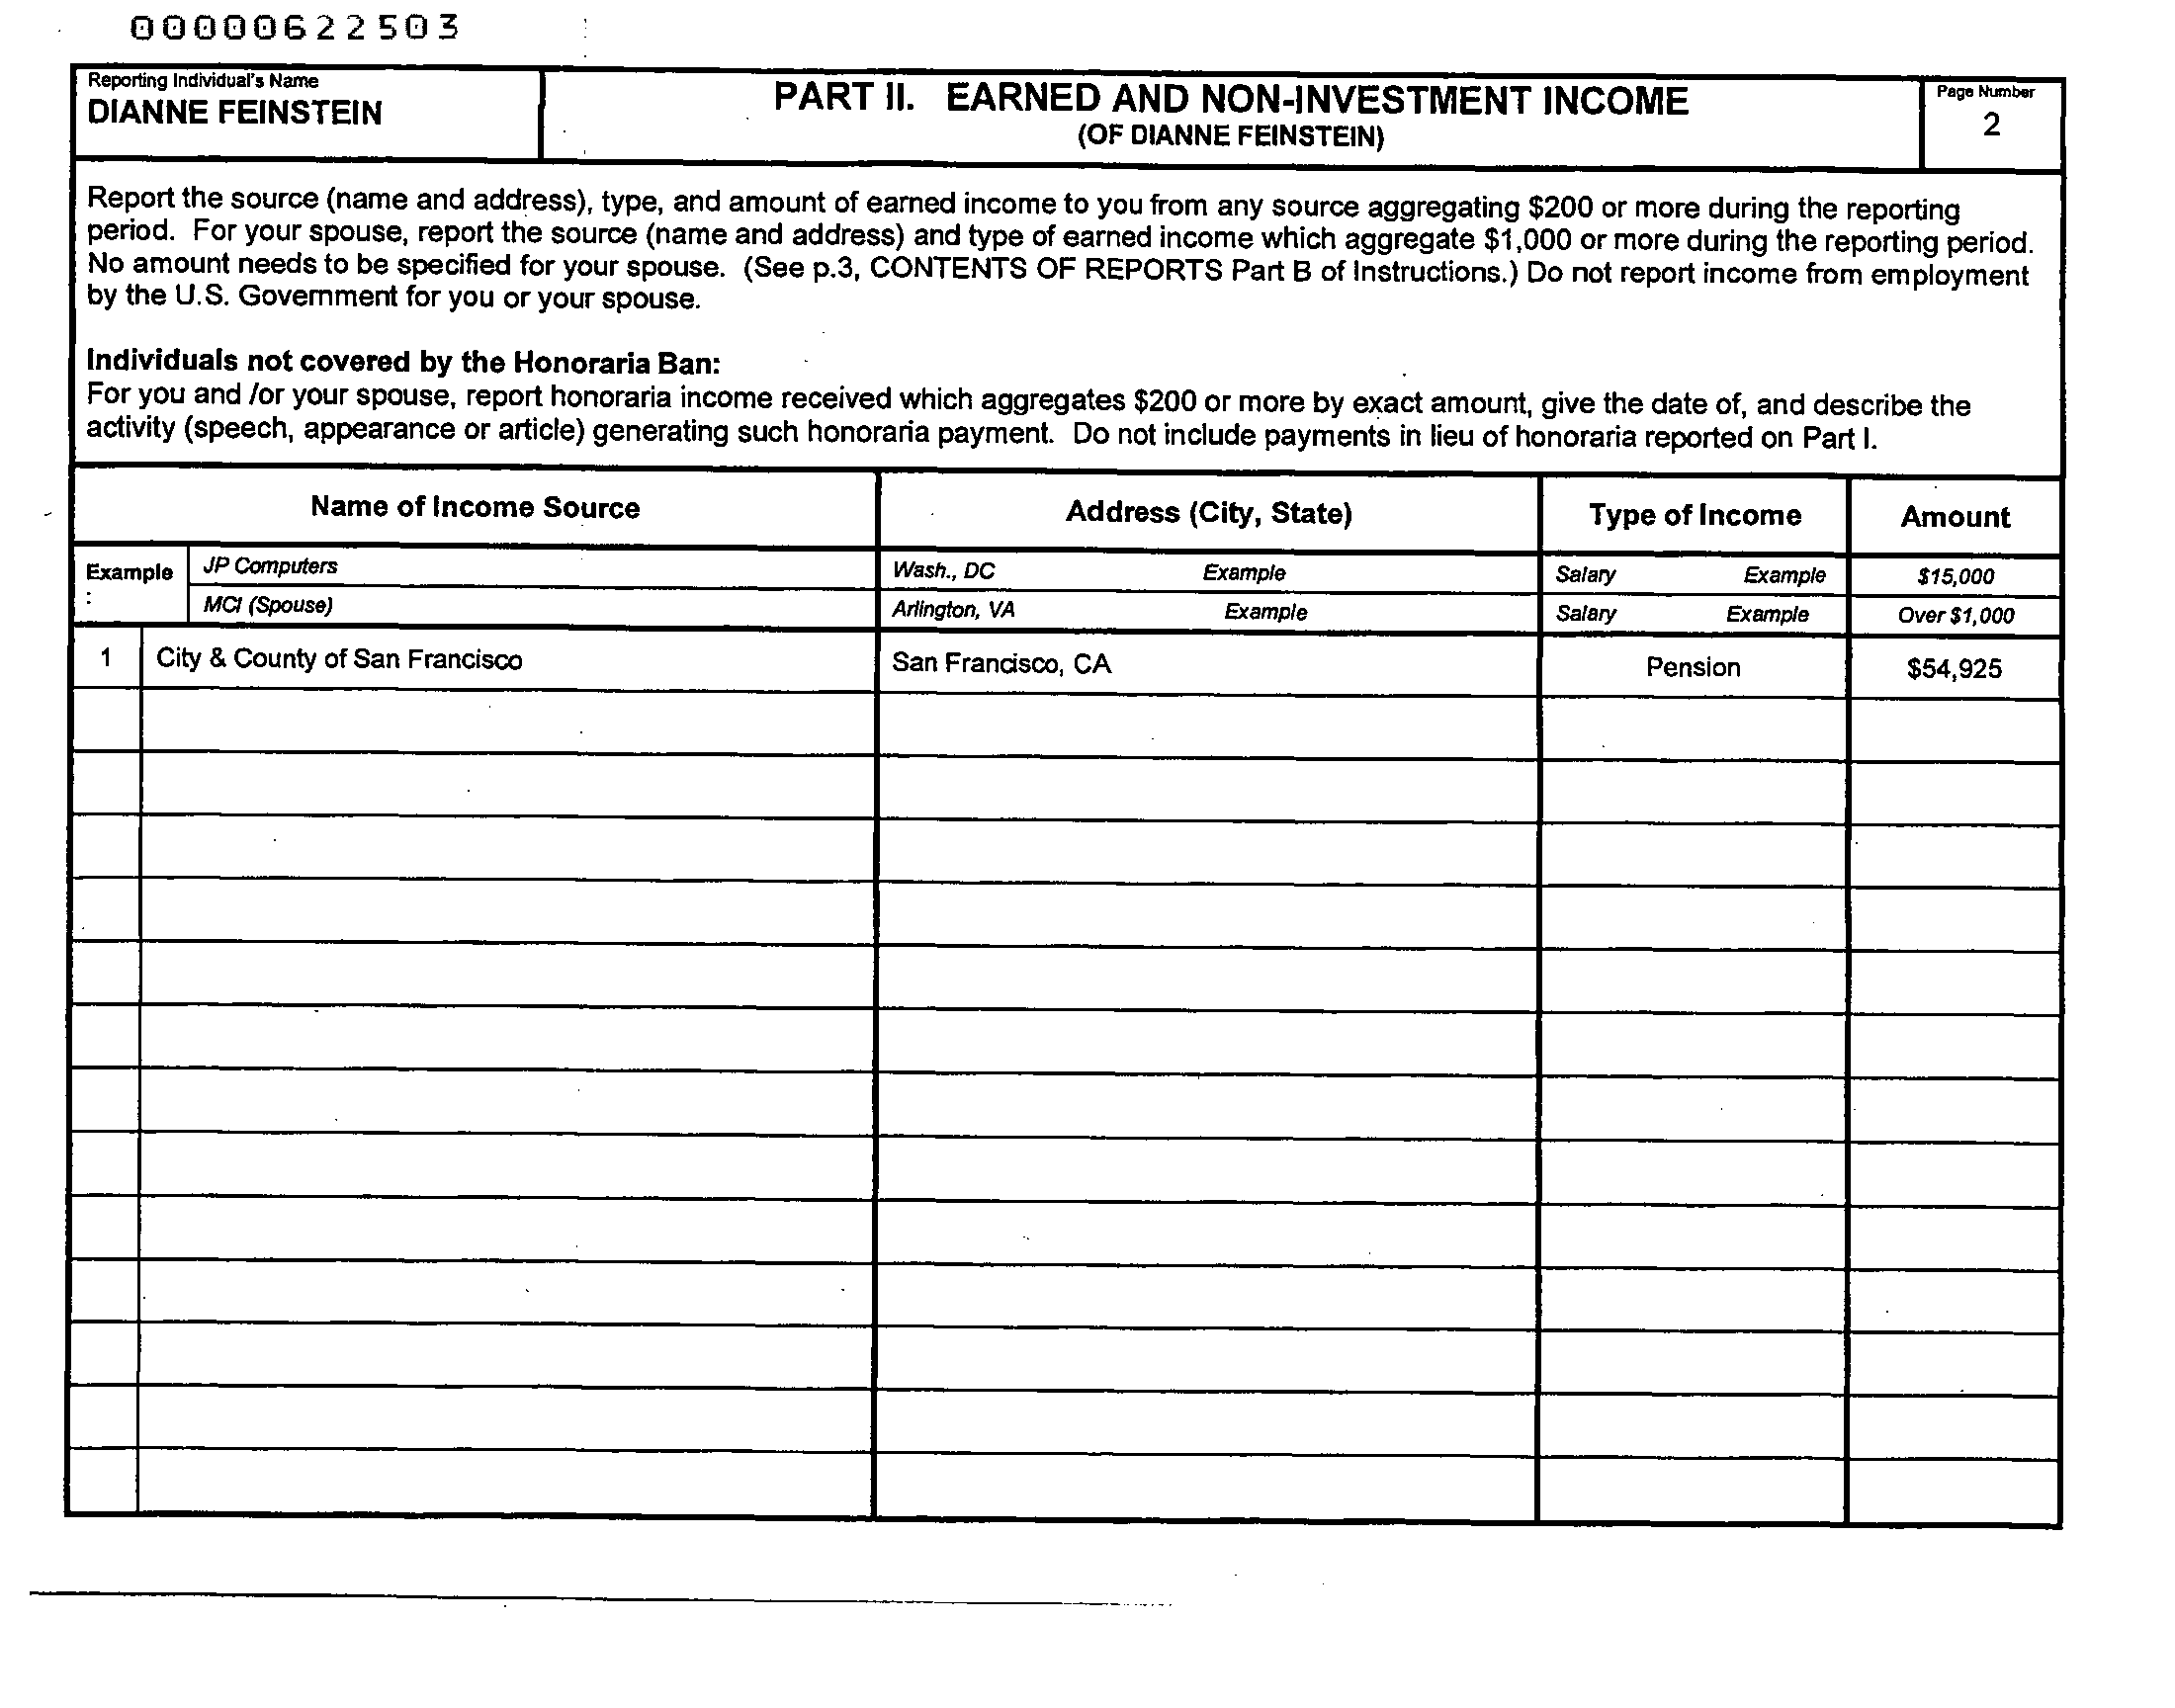 00000622503
Reporting Individual's Name
DIANNE FEINSTEIN
PART II. EARNED AND NON-INVESTMENT INCOME
(OF DIANNE FEINSTEIN)
Page Number
2
Report the source (name and address), type, and amount of earned income to you from any source aggregating $200 or more during the reporting
period. For your spouse, report the source (name and address) and type of earned income which aggregate $1,000 or more during the reporting period.
No amount needs to be specified for your spouse. (See p.3, CONTENTS OF REPORTS Part B of Instructions.) Do not report income from employment
by the U.S. Government for you or your spouse.
Individuals not covered by the Honoraria Ban:
For you and /or your spouse, report honoraria income received which aggregates $200 or more by exact amount, give the date of, and describe the
activity (speech, appearance or article) generating such honoraria payment. Do not include payments in lieu of honoraria reported on Part I.
Name of Income Source Address (City, State) Type of Income Amount
Example : JP Computers Wash., DC Example Salary Example $15,000
MCI (Spouse) Arlington, VA Example Salary Example Over $1,000
1 City & County of San Francisco San Francisco, CA Pension $54,925